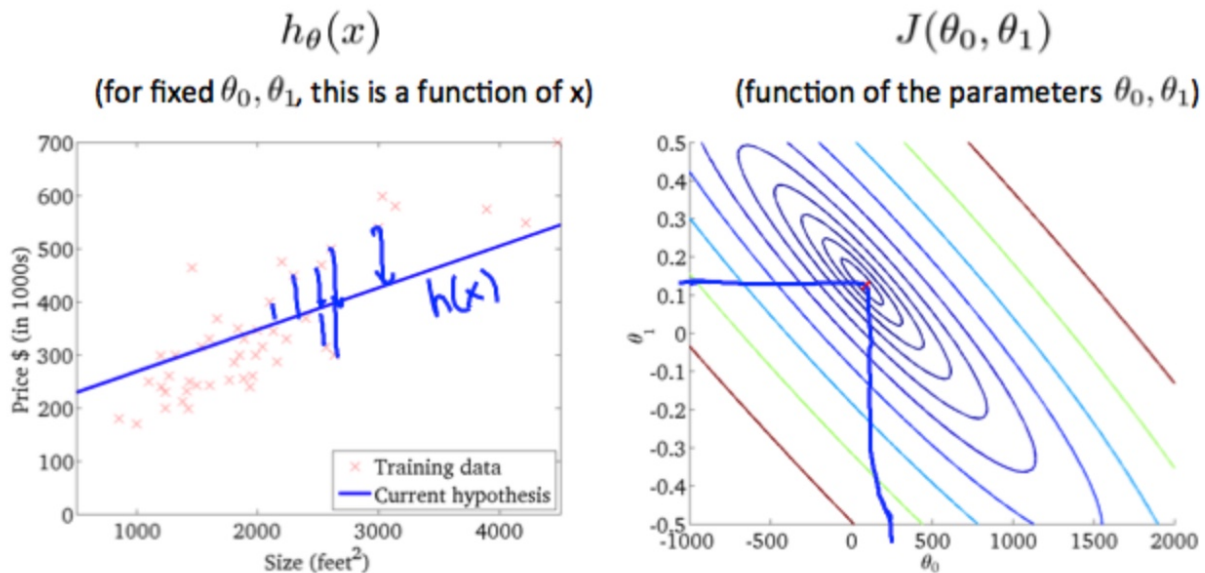 hθ(x)
(for fixed θ0, θ1, this is a function of x)
700
600
500
400
300
200
100
0
Price $ (in 1000s)
h(x)
Training data
Current hypothesis
1000
2000
3000
4000
Size (feet²)
J(θ0, θ1)
(function of the parameters θ0, θ1)
0.5
0.4
0.3
0.2
0.1
0
-0.1
-0.2
-0.3
-0.4
-0.5
θ1
-1000
-500
0
500
1000
1500
2000
θ0